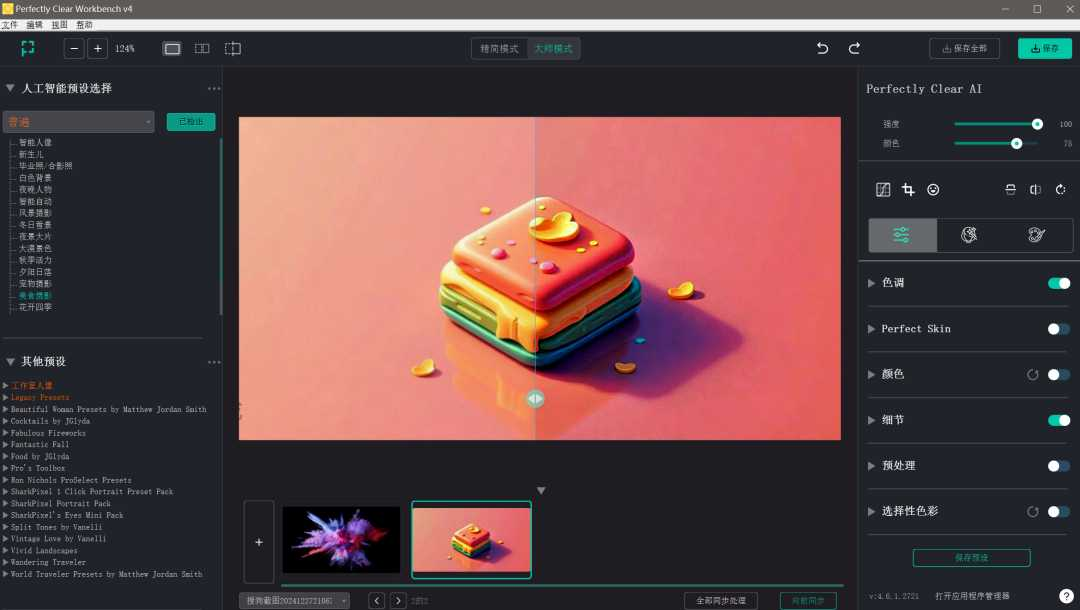 Perfectly Clear Workbench v4
文件 编辑 视图 帮助
124%
精简模式 大师模式
保存全部 保存
人工智能预设选择
普遍
已检出
智能人像
新生儿
毕业照/合影照
白色背景
夜晚人物
智能自动
风景摄影
冬日雪景
夜景大片
大漠景色
秋季活力
夕阳日落
宠物摄影
美食摄影
花开四季
其他预设
工作室人像
Legacy Presets
Beautiful Woman Presets by Matthew Jordan Smith
Cocktails by JGlyda
Fabulous Fireworks
Fantastic Fall
Food by JGlyda
Pro's Toolbox
Ron Nichols ProSelect Presets
SharkPixel 1 Click Portrait Preset Pack
SharkPixel Portrait Pack
SharkPixel's Eyes Mini Pack
Split Tones by Vanelli
Vintage Love by Vanelli
Vivid Landscapes
Wandering Traveler
World Traveler Presets by Matthew Jordan Smith
搜狗截图20241227210
2的2
全部同步处理
向前同步
Perfectly Clear AI
强度 100
颜色 75
色调
Perfect Skin
颜色
细节
预处理
选择性色彩
保存预设
v:4.6.1.2721 打开应用程序管理器